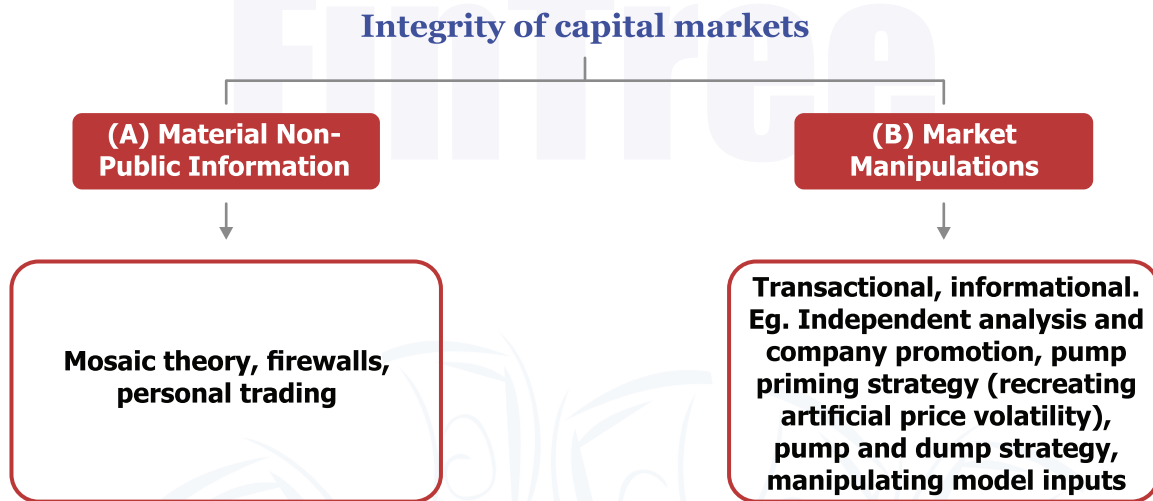 FinTree
Integrity of capital markets
(A) Material Non-
Public Information
(B) Market
Manipulations
Mosaic theory, firewalls,
personal trading
Transactional, informational.
Eg. Independent analysis and
company promotion, pump
priming strategy (recreating
artificial price volatility),
pump and dump strategy,
manipulating model inputs